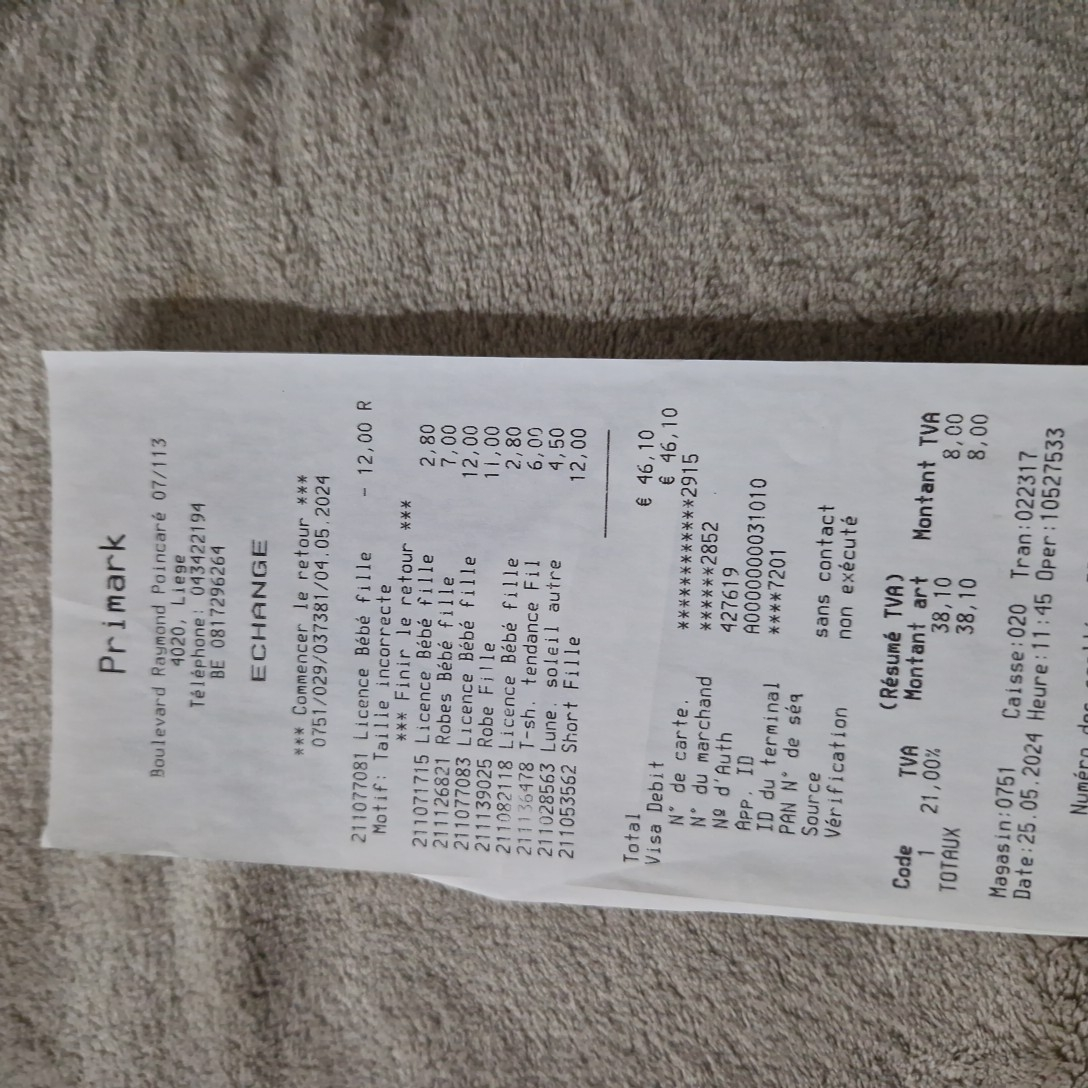 Primark
Boulevard Raymond Poincaré 07/113
4020, Liege
Téléphone: 043422194
BE 0817296264
ECHANGE
*** Commencer le retour ***
0751/029/037381/04.05.2024
211077081 Licence Bébé fille - 12,00 R
Motif: Taille incorrecte
*** Finir le retour ***
211071715 Licence Bébé fille 2,80
211126821 Robes Bébé fille 7,00
211077083 Licence Bébé fille 12,00
211139025 Robe Fille 11,00
211082118 Licence Bébé fille 2,80
211136478 T-sh. tendance Fil 6,00
211028563 Lune. soleil autre 4,50
211053562 Short Fille 12,00
Total € 46,10
Visa Debit € 46,10
N° de carte. ************2915
N° du marchand ******2852
Nº d'Auth 427619
App. ID A0000000031010
ID du terminal ****7201
PAN N° de séq
Source sans contact
Vérification non exécuté
(Résumé TVA)
Code TVA Montant art Montant TVA
1 21,00% 38,10 8,00
TOTAUX 38,10 8,00
Magasin:0751 Caisse:020 Tran:022317
Date:25.05.2024 Heure:11:45 Oper:10527533
Numéro des